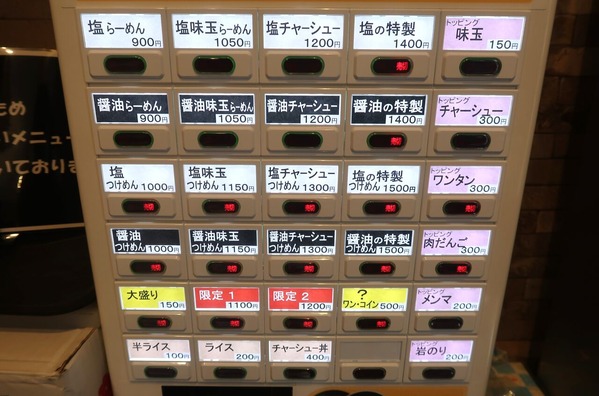 塩らーめん 900円
塩味玉らーめん 1050円
塩チャーシュー 1200円
塩の特製 1400円
トッピング 味玉 150円
醤油らーめん 900円
醤油味玉らーめん 1050円
醤油チャーシュー 1200円
醤油の特製 1400円
トッピング チャーシュー 300円
塩つけめん 1000円
塩味玉つけめん 1150円
塩チャーシューつけめん 1300円
塩の特製つけめん 1500円
トッピング ワンタン 300円
醤油つけめん 1000円
醤油味玉つけめん 1150円
醤油チャーシューつけめん 1300円
醤油の特製つけめん 1500円
トッピング 肉だんご 300円
大盛り 150円
限定 1 1100円
限定 2 1200円
? ワン・コイン 500円
トッピング メンマ 200円
半ライス 100円
ライス 200円
チャーシュー丼 400円
トッピング 岩のり 200円
いメニュー
いておりま